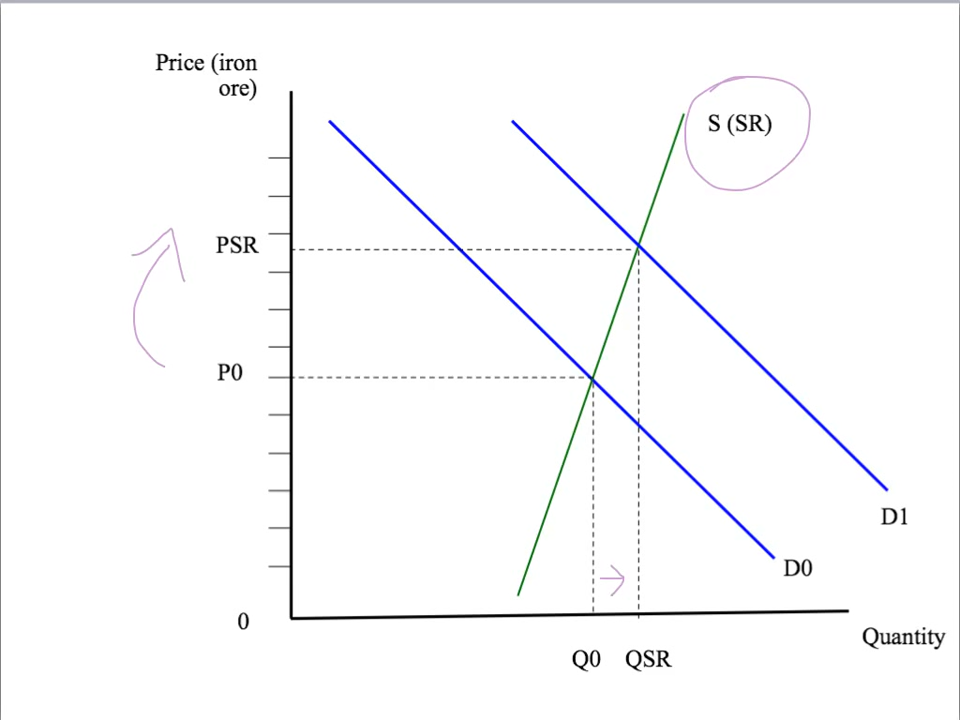 Price (iron
ore)
S (SR)
PSR
P0
D1
D0
0
Quantity
Q0 QSR